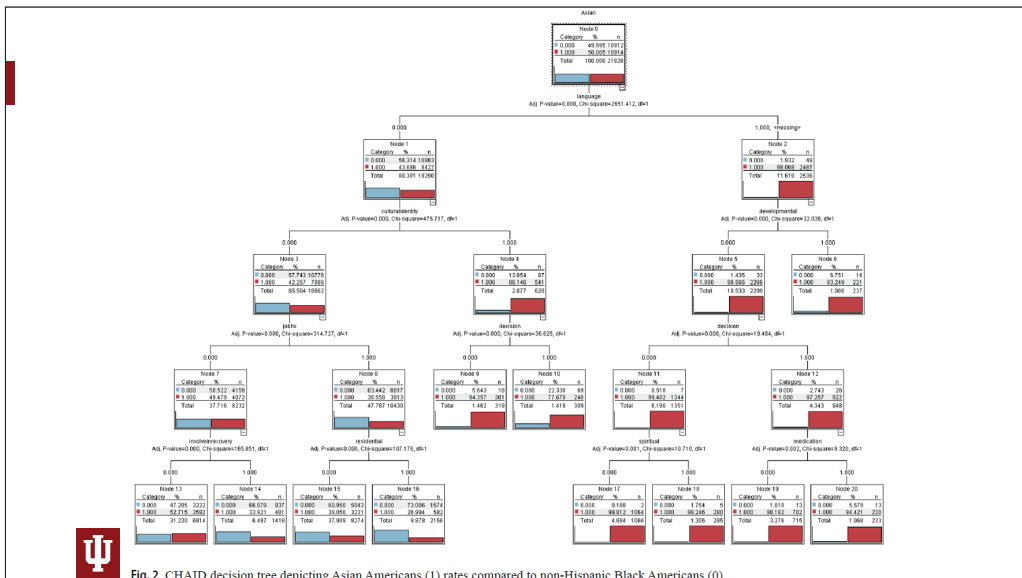 Asian
Node 0
Category % n
0.000 49.995 10912
1.000 50.005 10914
Total 100.000 21826
language
Adj. P-value=0.000, Chi-square=2651.412, df=1
0.000
1.000; <missing>
Node 1
Category % n
0.000 56.314 10863
1.000 43.686 8427
Total 88.381 19290
Node 2
Category % n
0.000 1.932 49
1.000 98.068 2487
Total 11.619 2536
culturalidentity
Adj. P-value=0.000, Chi-square=475.717, df=1
developmental
Adj. P-value=0.000, Chi-square=32.038, df=1
0.000
1.000
0.000
1.000
Node 3
Category % n
0.000 57.743 10776
1.000 42.257 7886
Total 85.504 18662
Node 4
Category % n
0.000 13.854 87
1.000 86.146 541
Total 2.877 628
Node 5
Category % n
0.000 1.435 33
1.000 98.565 2266
Total 10.533 2299
Node 6
Category % n
0.000 6.751 16
1.000 93.249 221
Total 1.086 237
jobhx
Adj. P-value=0.000, Chi-square=314.727, df=1
decision
Adj. P-value=0.000, Chi-square=36.625, df=1
decision
Adj. P-value=0.000, Chi-square=19.484, df=1
0.000
1.000
0.000
1.000
0.000
1.000
Node 7
Category % n
0.000 50.522 4159
1.000 49.478 4073
Total 37.716 8232
Node 8
Category % n
0.000 63.442 6617
1.000 36.558 3813
Total 47.787 10430
Node 9
Category % n
0.000 5.643 18
1.000 94.357 301
Total 1.462 319
Node 10
Category % n
0.000 22.330 69
1.000 77.670 240
Total 1.416 309
Node 11
Category % n
0.000 0.518 7
1.000 99.482 1344
Total 6.190 1351
Node 12
Category % n
0.000 2.743 26
1.000 97.257 922
Total 4.343 948
involveinrecovery
Adj. P-value=0.000, Chi-square=165.851, df=1
residential
Adj. P-value=0.000, Chi-square=107.178, df=1
spiritual
Adj. P-value=0.001, Chi-square=10.710, df=1
medication
Adj. P-value=0.002, Chi-square=9.320, df=1
0.000
1.000
0.000
1.000
0.000
1.000
0.000
1.000
Node 13
Category % n
0.000 47.285 3222
1.000 52.715 3592
Total 31.220 6814
Node 14
Category % n
0.000 66.079 937
1.000 33.921 481
Total 6.497 1418
Node 15
Category % n
0.000 60.950 5043
1.000 39.050 3231
Total 37.909 8274
Node 16
Category % n
0.000 73.006 1574
1.000 26.994 582
Total 9.878 2156
Node 17
Category % n
0.000 0.188 2
1.000 99.812 1064
Total 4.884 1066
Node 18
Category % n
0.000 1.754 5
1.000 98.246 280
Total 1.306 285
Node 19
Category % n
0.000 1.818 13
1.000 98.182 702
Total 3.276 715
Node 20
Category % n
0.000 5.579 13
1.000 94.421 220
Total 1.068 233
Fig. 2 CHAID decision tree depicting Asian Americans (1) rates compared to non-Hispanic Black Americans (0)